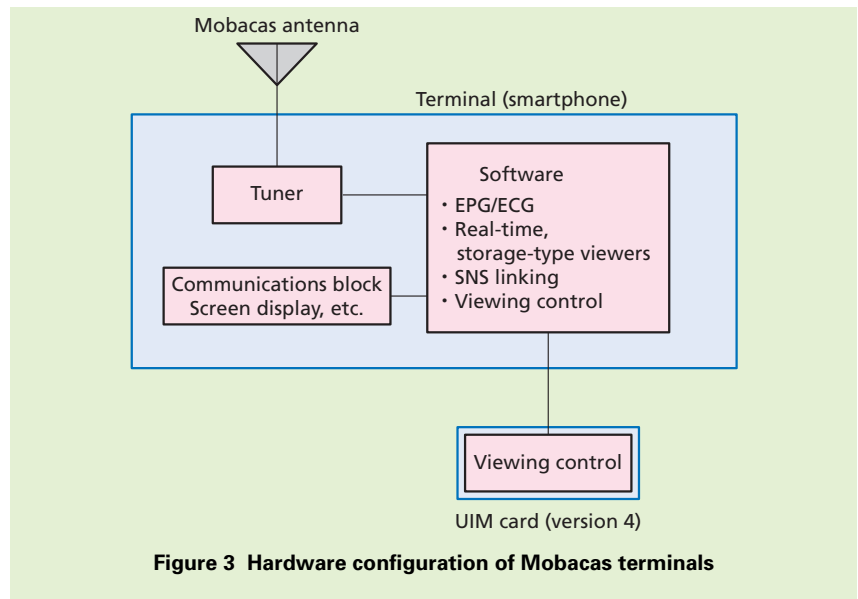 Mobacas antenna
Terminal (smartphone)
Tuner
Software
・EPG/ECG
・Real-time,
storage-type viewers
・SNS linking
・Viewing control
Communications block
Screen display, etc.
Viewing control
UIM card (version 4)
Figure 3 Hardware configuration of Mobacas terminals